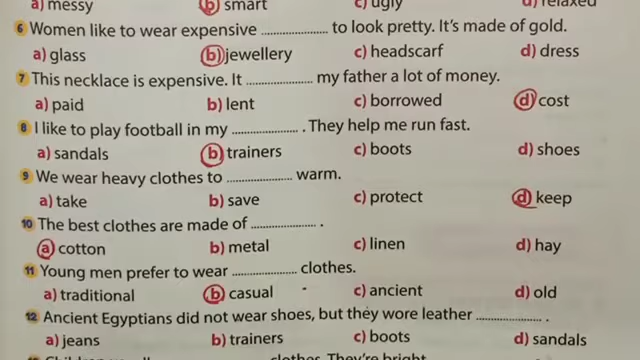 a) messy b) smart c) ugly d) relaxed
6 Women like to wear expensive .................... to look pretty. It's made of gold.
a) glass b) jewellery c) headscarf d) dress
7 This necklace is expensive. It .................... my father a lot of money.
a) paid b) lent c) borrowed d) cost
8 I like to play football in my .................... . They help me run fast.
a) sandals b) trainers c) boots d) shoes
9 We wear heavy clothes to .................... warm.
a) take b) save c) protect d) keep
10 The best clothes are made of .................... .
a) cotton b) metal c) linen d) hay
11 Young men prefer to wear .................... clothes.
a) traditional b) casual c) ancient d) old
12 Ancient Egyptians did not wear shoes, but they wore leather .................... .
a) jeans b) trainers c) boots d) sandals
clothes. They're bright